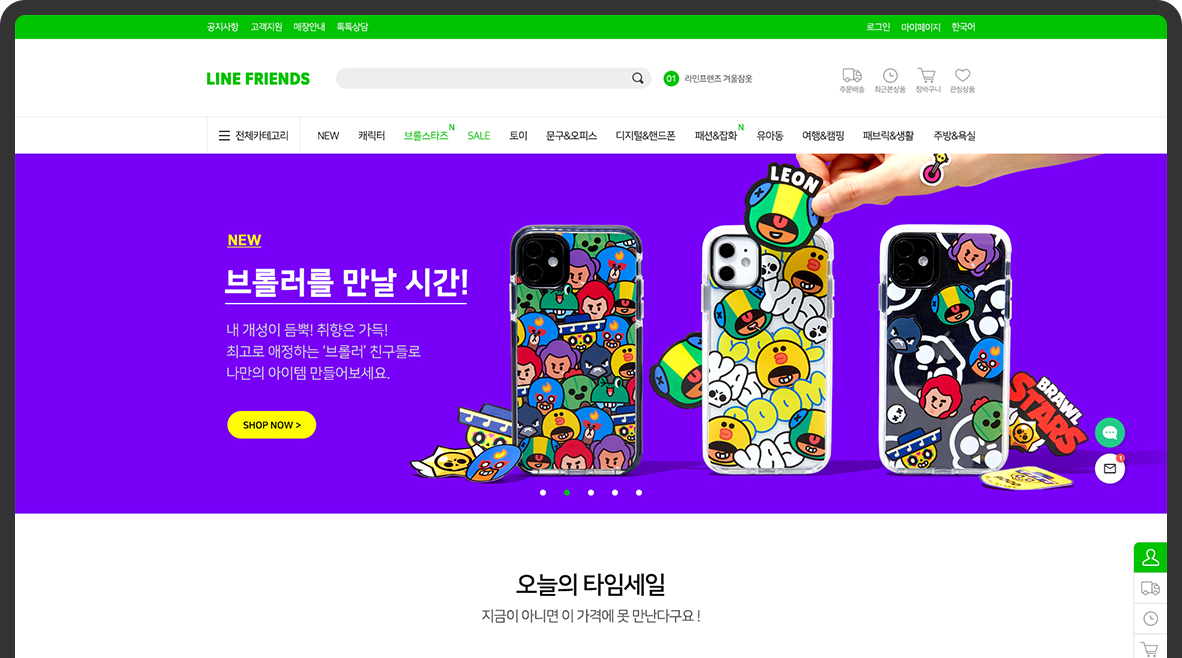 공지사항 고객지원 매장안내 톡톡상담
로그인 마이페이지 한국어
LINE FRIENDS
01 라인프렌즈 겨울잠옷
주문배송 최근본상품 장바구니 관심상품
전체카테고리 NEW 캐릭터 브롤스타즈 N SALE 토이 문구&오피스 디지털&핸드폰 패션&잡화 N 유아동 여행&캠핑 패브릭&생활 주방&욕실
LEON
NEW
브롤러를 만날 시간!
내 개성이 듬뿍! 취향은 가득!
최고로 애정하는 '브롤러' 친구들로
나만의 아이템 만들어보세요.
SHOP NOW >
YAS
YAS
YAS
BRAWL
STARS
1
오늘의 타임세일
지금이 아니면 이 가격에 못 만난다구요 !